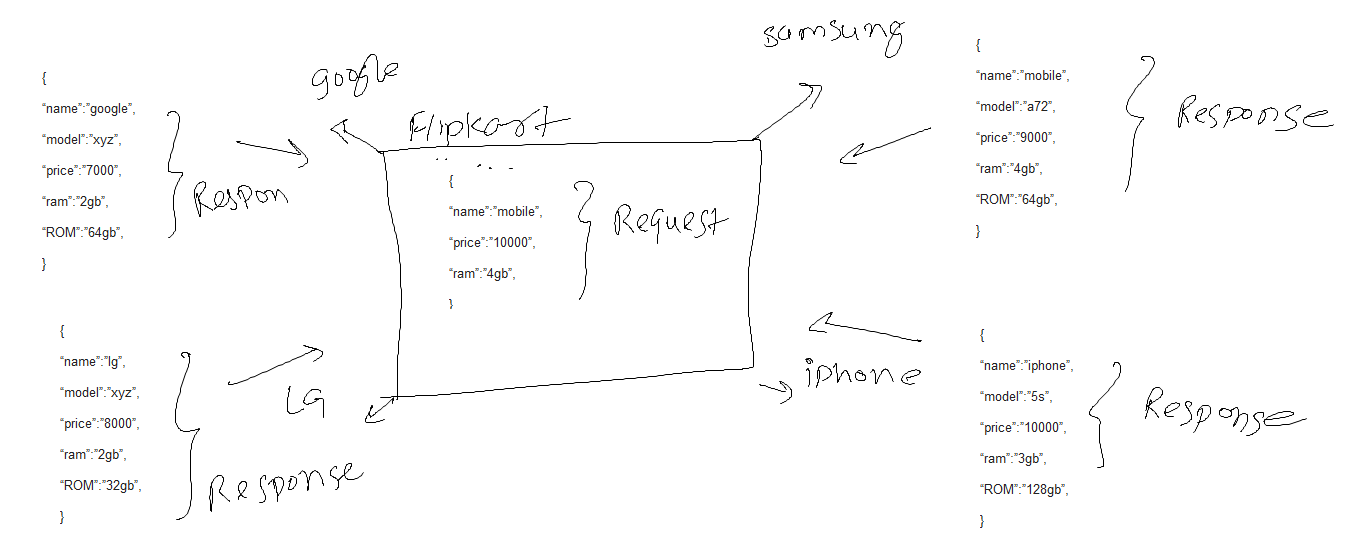 samsung
google
Flipkart
{
“name”:”google”,
“model”:”xyz”,
“price”:”7000”,
“ram”:”2gb”,
“ROM”:”64gb”,
}
Respon
{
“name”:”mobile”,
“price”:”10000”,
“ram”:”4gb”,
}
Request
{
“name”:”mobile”,
“model”:”a72”,
“price”:”9000”,
“ram”:”4gb”,
“ROM”:”64gb”,
}
Response
{
“name”:”lg”,
“model”:”xyz”,
“price”:”8000”,
“ram”:”2gb”,
“ROM”:”32gb”,
}
Response
LG
iphone
{
“name”:”iphone”,
“model”:”5s”,
“price”:”10000”,
“ram”:”3gb”,
“ROM”:”128gb”,
}
Response